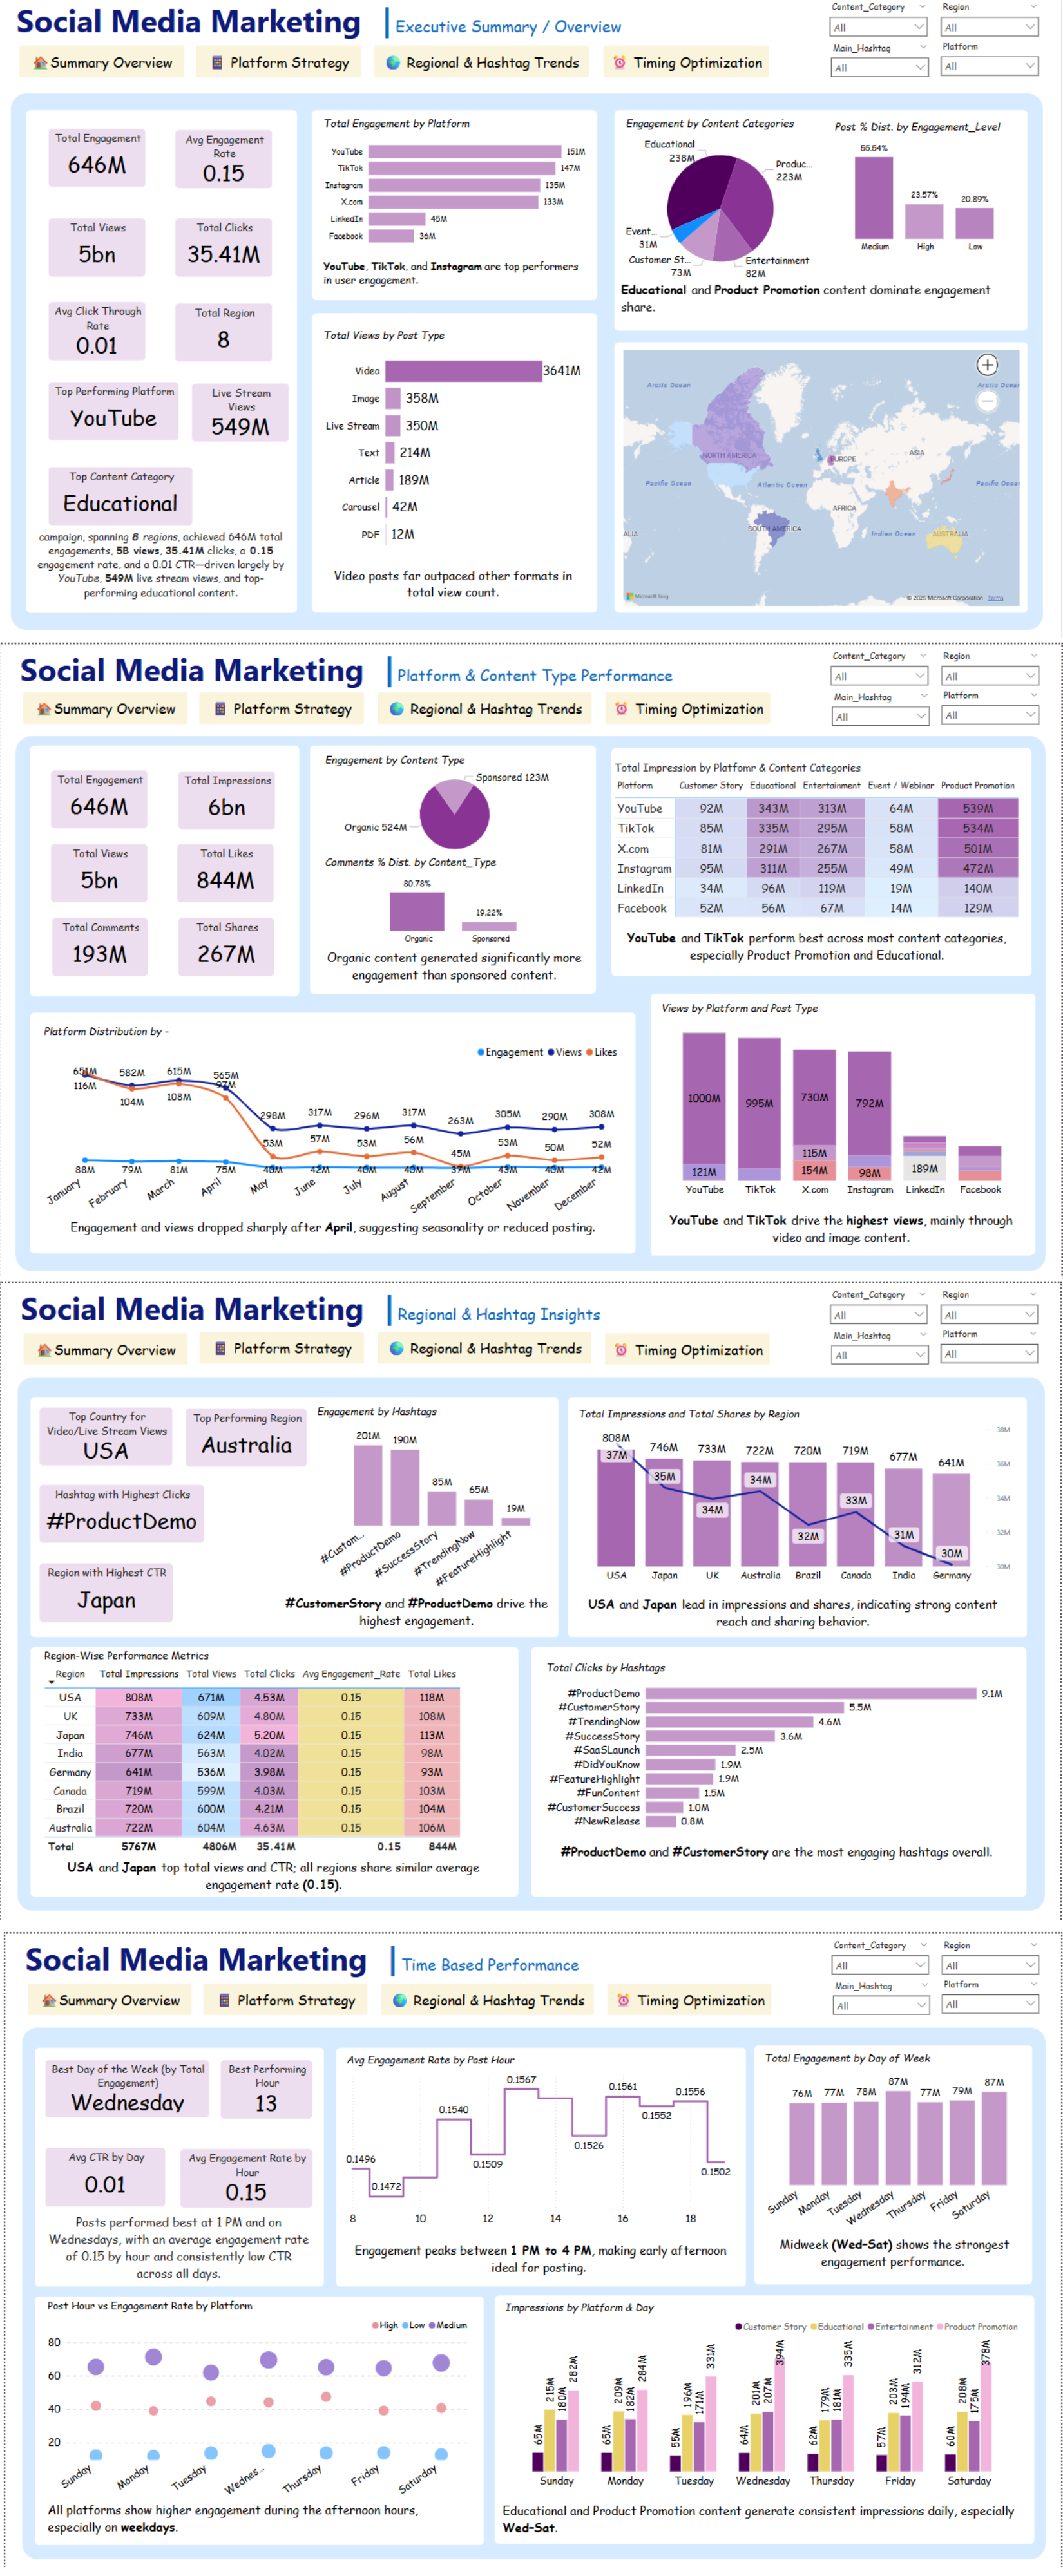 Social Media Marketing
Executive Summary / Overview
Content_Category
All
Region
All
Main_Hashtag
All
Platform
All
Summary Overview
Platform Strategy
Regional & Hashtag Trends
Timing Optimization
Total Engagement
646M
Avg Engagement
Rate
0.15
Total Views
5bn
Total Clicks
35.41M
Avg Click Through
Rate
0.01
Total Region
8
Top Performing Platform
YouTube
Live Stream
Views
549M
Top Content Category
Educational
campaign, spanning 8 regions, achieved 646M total
engagements, 5B views, 35.41M clicks, a 0.15
engagement rate, and a 0.01 CTR—driven largely by
YouTube, 549M live stream views, and top-
performing educational content.
Total Engagement by Platform
YouTube 151M
TikTok 147M
Instagram 135M
X.com 133M
LinkedIn 45M
Facebook 36M
YouTube, TikTok, and Instagram are top performers
in user engagement.
Total Views by Post Type
Video 3641M
Image 358M
Live Stream 350M
Text 214M
Article 189M
Carousel 42M
PDF 12M
Video posts far outpaced other formats in
total view count.
Engagement by Content Categories
Educational
238M
Produc...
223M
Event...
31M
Customer St...
73M
Entertainment
82M
Post % Dist. by Engagement_Level
55.54%
23.57%
20.89%
Medium
High
Low
Educational and Product Promotion content dominate engagement
share.
Arctic Ocean
Arctic Ocean
NORTH AMERICA
EUROPE
ASIA
Pacific Ocean
Atlantic Ocean
Pacific Ocean
AFRICA
SOUTH AMERICA
Indian Ocean
AUSTRALIA
ALIA
Microsoft Bing
© 2025 Microsoft Corporation Terms
Social Media Marketing
Platform & Content Type Performance
Content_Category
All
Region
All
Main_Hashtag
All
Platform
All
Summary Overview
Platform Strategy
Regional & Hashtag Trends
Timing Optimization
Total Engagement
646M
Total Impressions
6bn
Total Views
5bn
Total Likes
844M
Total Comments
193M
Total Shares
267M
Engagement by Content Type
Sponsored 123M
Organic 524M
Comments % Dist. by Content_Type
80.78%
19.22%
Organic
Sponsored
Organic content generated significantly more
engagement than sponsored content.
Total Impression by Platfomr & Content Categories
Platform Customer Story Educational Entertainment Event / Webinar Product Promotion
YouTube 92M 343M 313M 64M 539M
TikTok 85M 335M 295M 58M 534M
X.com 81M 291M 267M 58M 501M
Instagram 95M 311M 255M 49M 472M
LinkedIn 34M 96M 119M 19M 140M
Facebook 52M 56M 67M 14M 129M
YouTube and TikTok perform best across most content categories,
especially Product Promotion and Educational.
Platform Distribution by -
Engagement Views Likes
651M 582M 615M 565M 298M 317M 296M 317M 263M 305M 290M 308M
116M 104M 108M 97M 53M 57M 53M 56M 45M 53M 50M 52M
88M 79M 81M 75M 40M 42M 40M 40M 37M 43M 40M 42M
January February March April May June July August September October November December
Engagement and views dropped sharply after April, suggesting seasonality or reduced posting.
Views by Platform and Post Type
1000M
121M
995M
730M
115M
154M
792M
98M
189M
YouTube TikTok X.com Instagram LinkedIn Facebook
YouTube and TikTok drive the highest views, mainly through
video and image content.
Social Media Marketing
Regional & Hashtag Insights
Content_Category
All
Region
All
Main_Hashtag
All
Platform
All
Summary Overview
Platform Strategy
Regional & Hashtag Trends
Timing Optimization
Top Country for
Video/Live Stream Views
USA
Top Performing Region
Australia
Hashtag with Highest Clicks
#ProductDemo
Region with Highest CTR
Japan
Engagement by Hashtags
201M 190M 85M 65M 19M
#Custom... #ProductDemo #SuccessStory #TrendingNow #FeatureHighlight
#CustomerStory and #ProductDemo drive the
highest engagement.
Total Impressions and Total Shares by Region
808M 746M 733M 722M 720M 719M 677M 641M
37M 35M 34M 34M 32M 33M 31M 30M
38M
36M
34M
32M
30M
USA Japan UK Australia Brazil Canada India Germany
USA and Japan lead in impressions and shares, indicating strong content
reach and sharing behavior.
Region-Wise Performance Metrics
Region Total Impressions Total Views Total Clicks Avg Engagement_Rate Total Likes
USA 808M 671M 4.53M 0.15 118M
UK 733M 609M 4.80M 0.15 108M
Japan 746M 624M 5.20M 0.15 113M
India 677M 563M 4.02M 0.15 98M
Germany 641M 536M 3.98M 0.15 93M
Canada 719M 599M 4.03M 0.15 103M
Brazil 720M 600M 4.21M 0.15 104M
Australia 722M 604M 4.63M 0.15 106M
Total 5767M 4806M 35.41M 0.15 844M
USA and Japan top total views and CTR; all regions share similar average
engagement rate (0.15).
Total Clicks by Hashtags
#ProductDemo 9.1M
#CustomerStory 5.5M
#TrendingNow 4.6M
#SuccessStory 3.6M
#SaaSLaunch 2.5M
#DidYouKnow 1.9M
#FeatureHighlight 1.9M
#FunContent 1.5M
#CustomerSuccess 1.0M
#NewRelease 0.8M
#ProductDemo and #CustomerStory are the most engaging hashtags overall.
Social Media Marketing
Time Based Performance
Content_Category
All
Region
All
Main_Hashtag
All
Platform
All
Summary Overview
Platform Strategy
Regional & Hashtag Trends
Timing Optimization
Best Day of the Week (by Total
Engagement)
Wednesday
Best Performing
Hour
13
Avg CTR by Day
0.01
Avg Engagement Rate by
Hour
0.15
Posts performed best at 1 PM and on
Wednesdays, with an average engagement rate
of 0.15 by hour and consistently low CTR
across all days.
Avg Engagement Rate by Post Hour
0.1496
0.1472
0.1540
0.1509
0.1567
0.1526
0.1561
0.1552
0.1556
0.1502
8 10 12 14 16 18
Engagement peaks between 1 PM to 4 PM, making early afternoon
ideal for posting.
Total Engagement by Day of Week
76M 77M 78M 87M 77M 79M 87M
Sunday Monday Tuesday Wednesday Thursday Friday Saturday
Midweek (Wed–Sat) shows the strongest
engagement performance.
Post Hour vs Engagement Rate by Platform
High Low Medium
80
60
40
20
Sunday Monday Tuesday Wednes... Thursday Friday Saturday
All platforms show higher engagement during the afternoon hours,
especially on weekdays.
Impressions by Platform & Day
Customer Story Educational Entertainment Product Promotion
65M 215M 180M 282M
65M 209M 182M 284M
55M 196M 171M 331M
64M 201M 207M 394M
62M 179M 181M 335M
57M 203M 194M 312M
60M 208M 175M 378M
Sunday Monday Tuesday Wednesday Thursday Friday Saturday
Educational and Product Promotion content generate consistent impressions daily, especially
Wed–Sat.